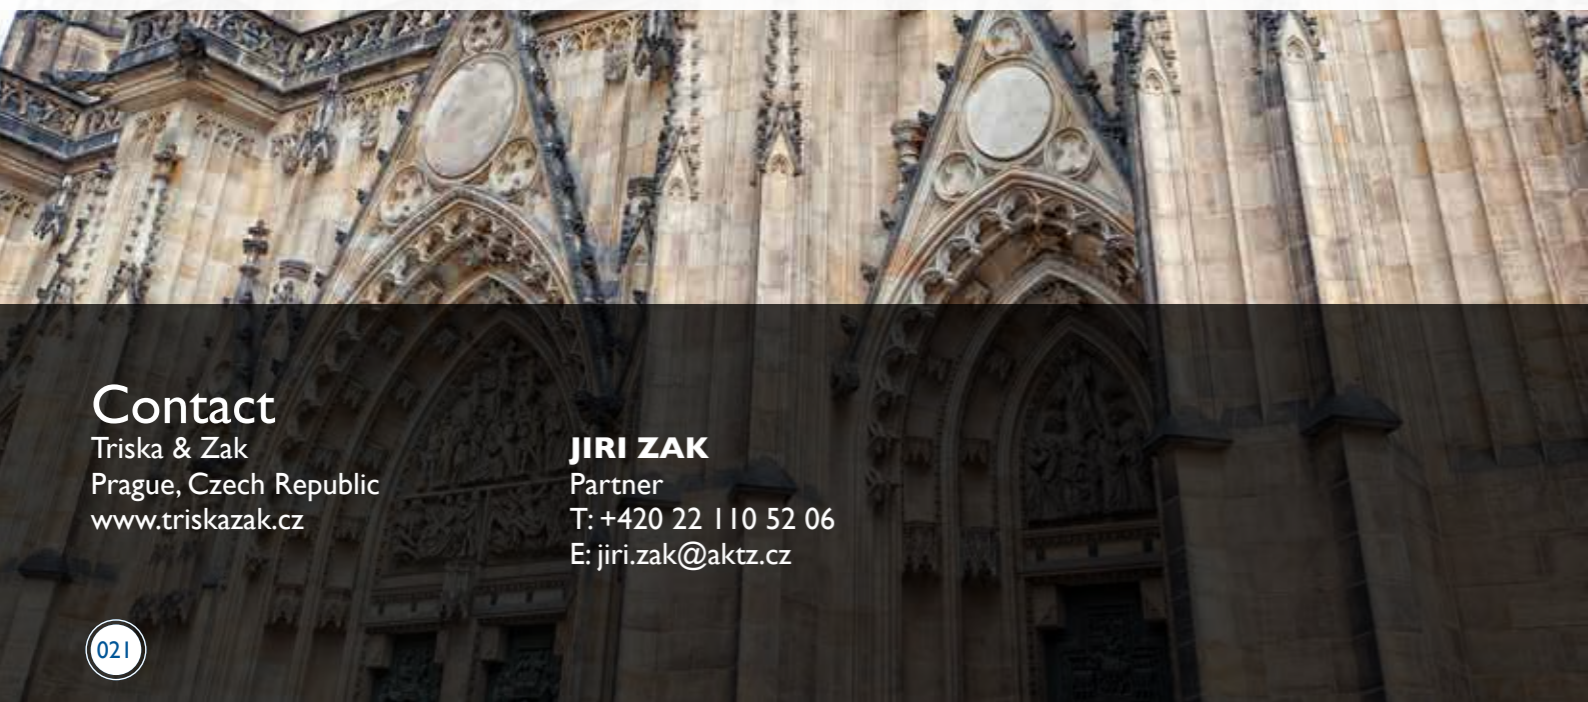 Contact
Triska & Zak
Prague, Czech Republic
www.triskazak.cz
JIRI ZAK
Partner
T: +420 22 110 52 06
E: jiri.zak@aktz.cz
021